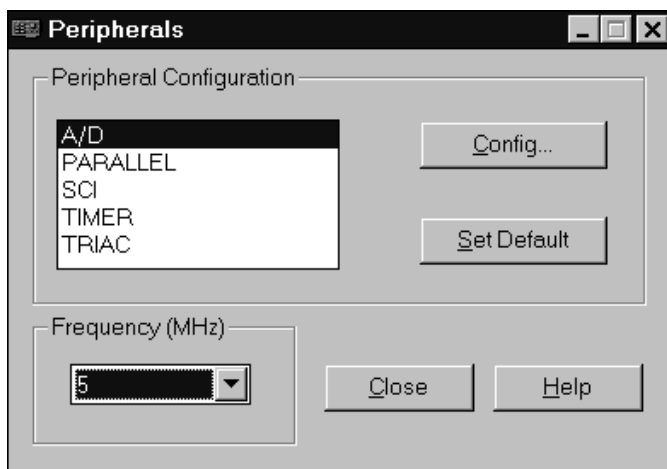 Peripherals
Peripheral Configuration
A/D
PARALLEL
SCI
TIMER
TRIAC
Config...
Set Default
Frequency (MHz)
5
Close
Help